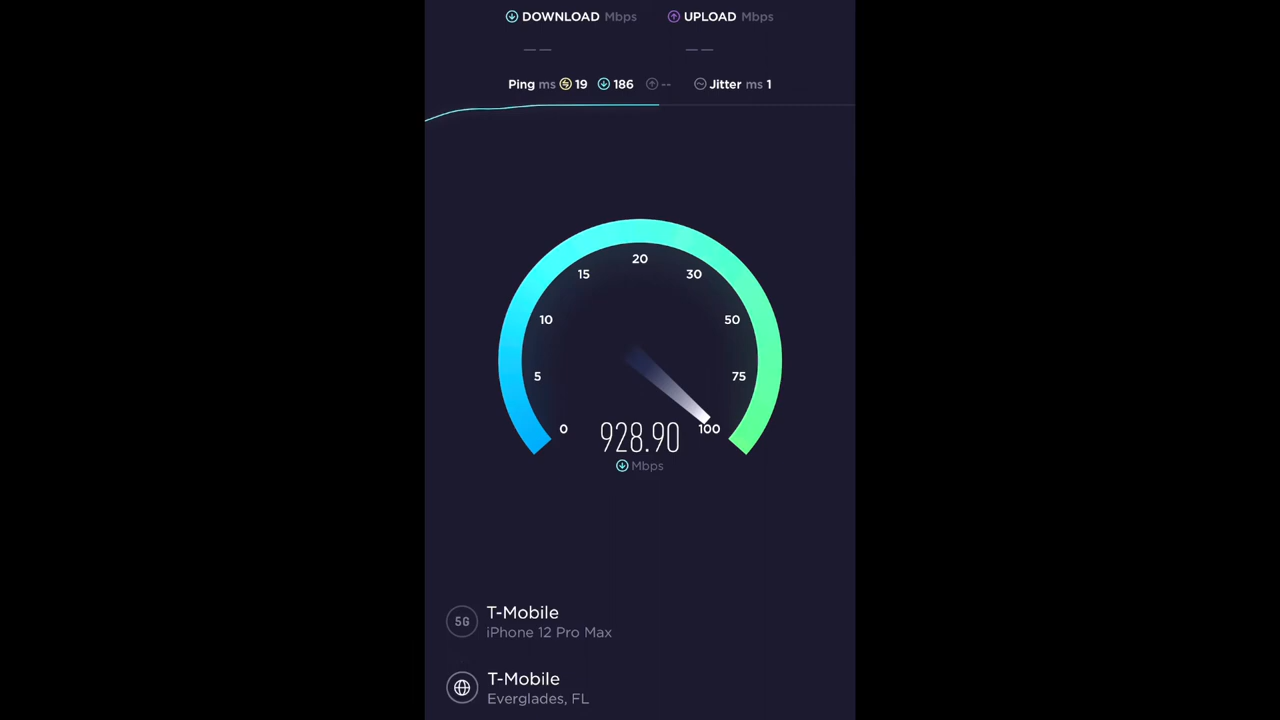 DOWNLOAD Mbps UPLOAD Mbps
— — — —
Ping ms 19 186 -- Jitter ms 1
20
15 30
10 50
5 75
0 100
928.90
Mbps
5G T-Mobile
iPhone 12 Pro Max
T-Mobile
Everglades, FL